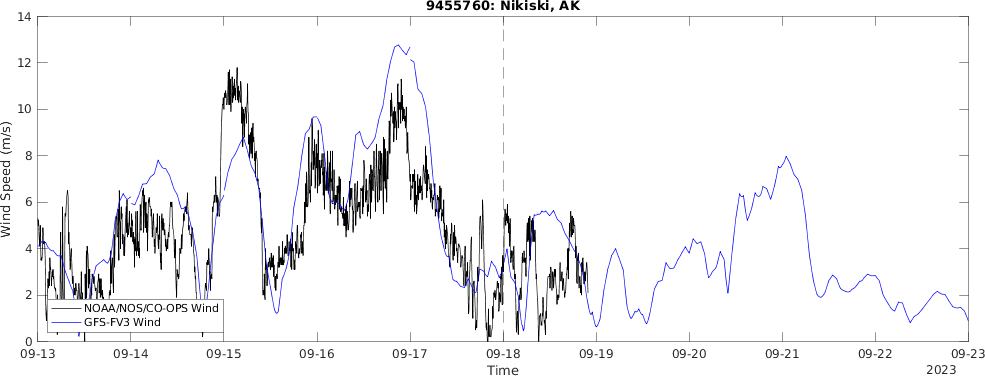 9455760: Nikiski, AK
Wind Speed (m/s)
14
12
10
8
6
4
2
0
NOAA/NOS/CO-OPS Wind
GFS-FV3 Wind
09-13 09-14 09-15 09-16 09-17 09-18 09-19 09-20 09-21 09-22 09-23
Time
2023